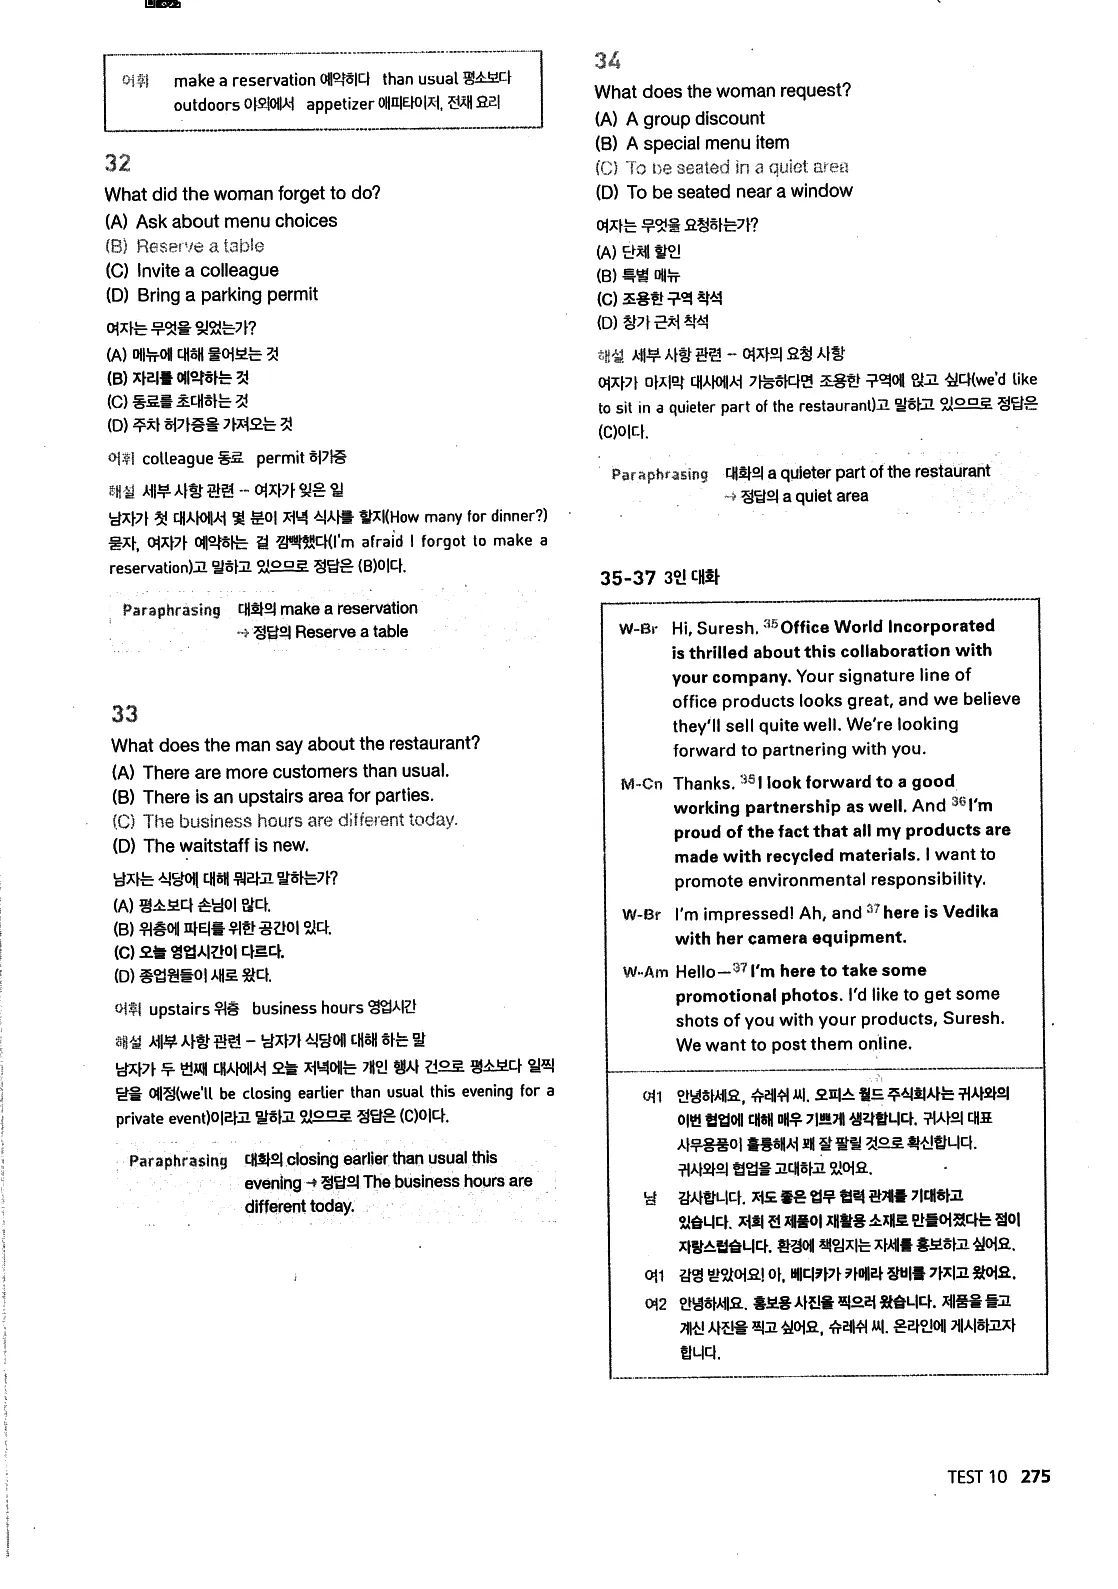 어휘 make a reservation 예약하다 than usual 평소보다
outdoors 야외에서 appetizer 애피타이저, 전채 요리
32
What did the woman forget to do?
(A) Ask about menu choices
(B) Reserve a table
(C) Invite a colleague
(D) Bring a parking permit
여자는 무엇을 잊었는가?
(A) 메뉴에 대해 물어보는 것
(B) 자리를 예약하는 것
(C) 동료를 초대하는 것
(D) 주차 허가증을 가져오는 것
어휘 colleague 동료 permit 허가증
해설 세부 사항 관련 -- 여자가 잊은 일
남자가 첫 대사에서 몇 분이 저녁 식사를 할지(How many for dinner?)
묻자, 여자가 예약하는 걸 깜빡했다(I'm afraid I forgot to make a
reservation)고 말하고 있으므로 정답은 (B)이다.
Paraphrasing 대화의 make a reservation
→ 정답의 Reserve a table
33
What does the man say about the restaurant?
(A) There are more customers than usual.
(B) There is an upstairs area for parties.
(C) The business hours are different today.
(D) The waitstaff is new.
남자는 식당에 대해 뭐라고 말하는가?
(A) 평소보다 손님이 많다.
(B) 위층에 파티를 위한 공간이 있다.
(C) 오늘 영업시간이 다르다.
(D) 종업원들이 새로 왔다.
어휘 upstairs 위층 business hours 영업시간
해설 세부 사항 관련 – 남자가 식당에 대해 하는 말
남자가 두 번째 대사에서 오늘 저녁에는 개인 행사 건으로 평소보다 일찍
닫을 예정(we'll be closing earlier than usual this evening for a
private event)이라고 말하고 있으므로 정답은 (C)이다.
Paraphrasing 대화의 closing earlier than usual this
evening → 정답의 The business hours are
different today.
34
What does the woman request?
(A) A group discount
(B) A special menu item
(C) To be seated in a quiet area
(D) To be seated near a window
여자는 무엇을 요청하는가?
(A) 단체 할인
(B) 특별 메뉴
(C) 조용한 구역 착석
(D) 창가 근처 착석
해설 세부 사항 관련 -- 여자의 요청 사항
여자가 마지막 대사에서 가능하다면 조용한 구역에 앉고 싶다(we'd like
to sit in a quieter part of the restaurant)고 말하고 있으므로 정답은
(C)이다.
Paraphrasing 대화의 a quieter part of the restaurant
→ 정답의 a quiet area
35-37 3인 대화
W-Br Hi, Suresh. 35Office World Incorporated
is thrilled about this collaboration with
your company. Your signature line of
office products looks great, and we believe
they'll sell quite well. We're looking
forward to partnering with you.
M-Cn Thanks. 35I look forward to a good
working partnership as well. And 36I'm
proud of the fact that all my products are
made with recycled materials. I want to
promote environmental responsibility.
W-Br I'm impressed! Ah, and 37here is Vedika
with her camera equipment.
W-Am Hello—37I'm here to take some
promotional photos. I'd like to get some
shots of you with your products, Suresh.
We want to post them online.
여1 안녕하세요, 슈레쉬 씨. 오피스 월드 주식회사는 귀사와의
이번 협업에 대해 매우 기쁘게 생각합니다. 귀사의 대표
사무용품이 훌륭해서 꽤 잘 팔릴 것으로 확신합니다.
귀사와의 협업을 고대하고 있어요.
남 감사합니다. 저도 좋은 업무 협력 관계를 기대하고
있습니다. 저희 전 제품이 재활용 소재로 만들어졌다는 점이
자랑스럽습니다. 환경에 책임지는 자세를 홍보하고 싶어요.
여1 감명 받았어요! 아, 베디카가 카메라 장비를 가지고 왔어요.
여2 안녕하세요. 홍보용 사진을 찍으러 왔습니다. 제품을 들고
계신 사진을 찍고 싶어요, 슈레쉬 씨. 온라인에 게시하고자
합니다.
TEST 10 275